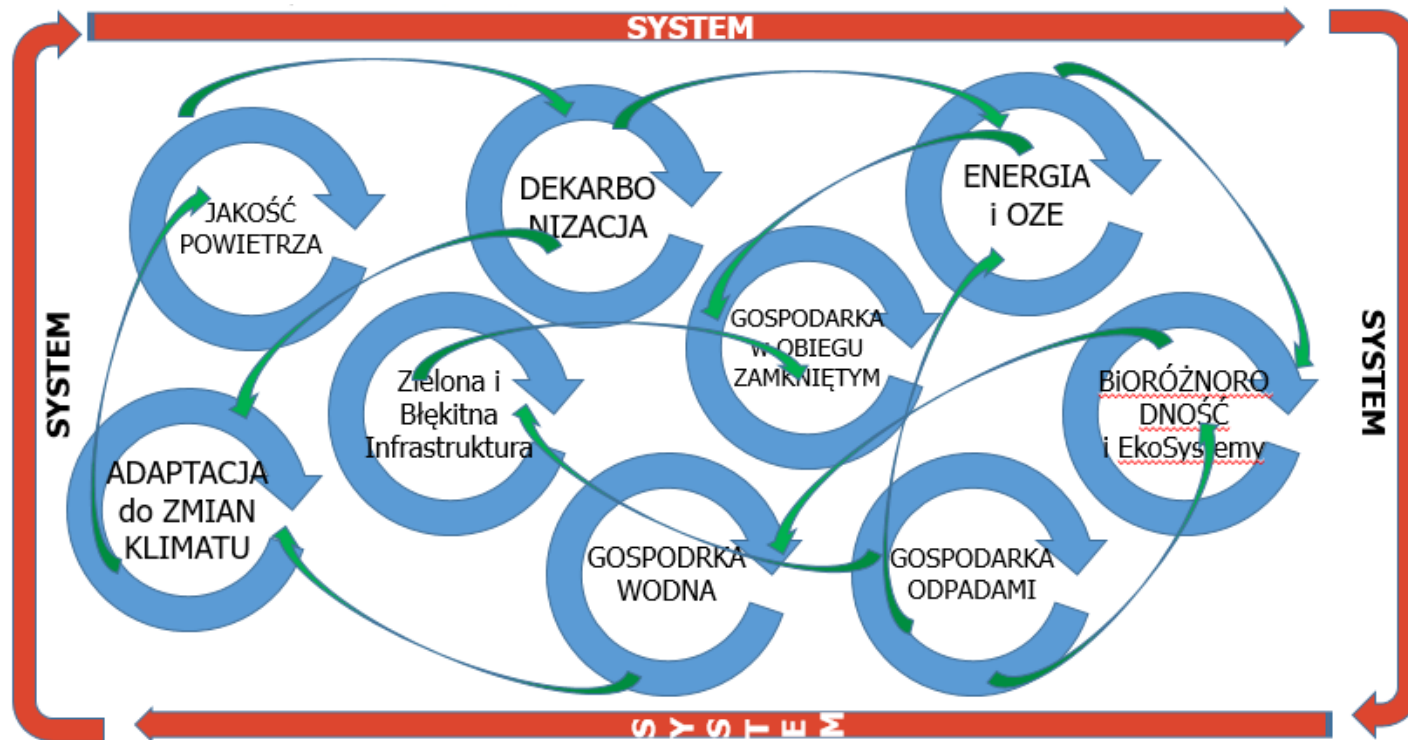 SYSTEM
JAKOŚĆ
POWIETRZA
DEKARBO
NIZACJA
ENERGIA
i OZE
GOSPODARKA
w OBIEGU
ZAMKNIĘTYM
Zielona i
Błękitna
Infrastruktura
BiORÓŻNORO
DNOŚĆ
i EkoSystemy
ADAPTACJA
do ZMIAN
KLIMATU
GOSPODRKA
WODNA
GOSPODARKA
ODPADAMI
SYSTEM
SYSTEM
SYSTEM